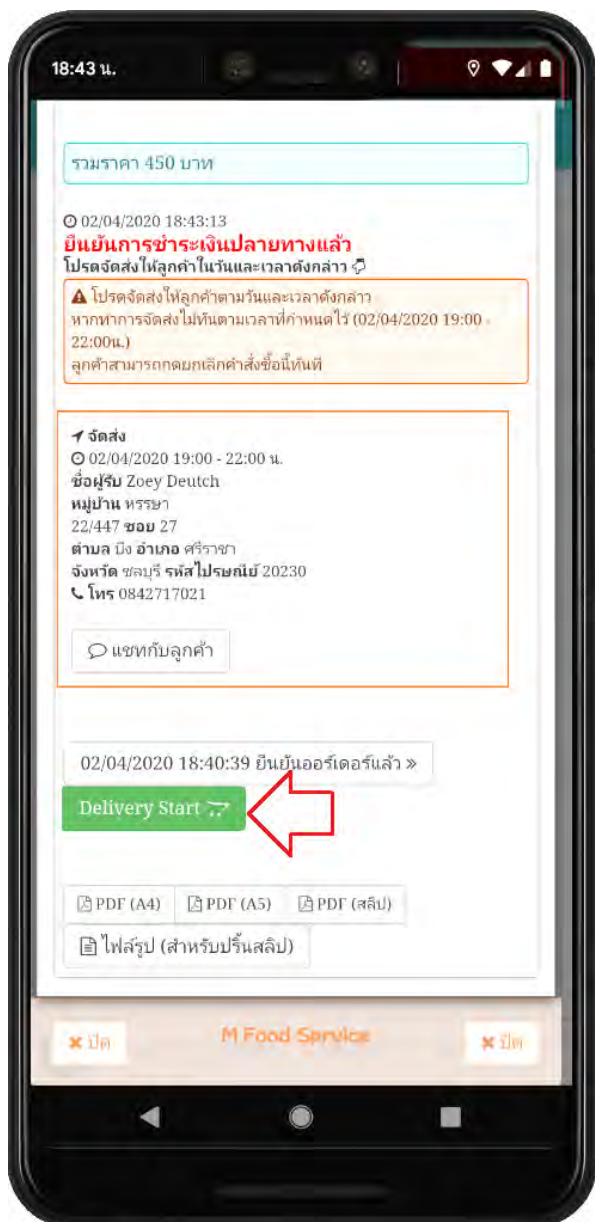 18:43 น.
รวมราคา 450 บาท
02/04/2020 18:43:13
ยืนยันการชำระเงินปลายทางแล้ว
โปรดจัดส่งให้ลูกค้าในวันและเวลาดังกล่าว
โปรดจัดส่งให้ลูกค้าตามวันและเวลาดังกล่าว
หากทำการจัดส่งไม่ทันตามเวลาที่กำหนดไว้ (02/04/2020 19:00 -
22:00น.)
ลูกค้าสามารถกดยกเลิกคำสั่งซื้อนี้ทันที
จัดส่ง
02/04/2020 19:00 - 22:00 น.
ชื่อผู้รับ Zoey Deutch
หมู่บ้าน หรรษา
22/447 ซอย 27
ตำบล บึง อำเภอ ศรีราชา
จังหวัด ชลบุรี รหัสไปรษณีย์ 20230
โทร 0842717021
แชทกับลูกค้า
02/04/2020 18:40:39 ยืนยันออร์เดอร์แล้ว »
Delivery Start
PDF (A4) PDF (A5) PDF (สลิป)
ไฟล์รูป (สำหรับปริ้นสลิป)
ปิด M Food Service ปิด